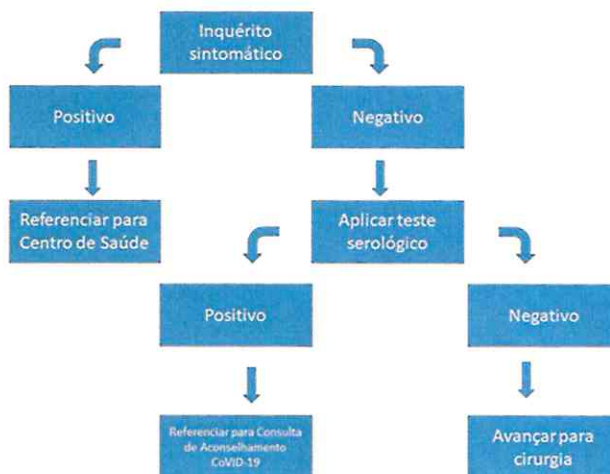 Inquérito
sintomático
Positivo
Negativo
Referenciar para
Centro de Saúde
Aplicar teste
serológico
Positivo
Negativo
Referenciar para Consulta
de Aconselhamento
CoVID-19
Avançar para
cirurgia